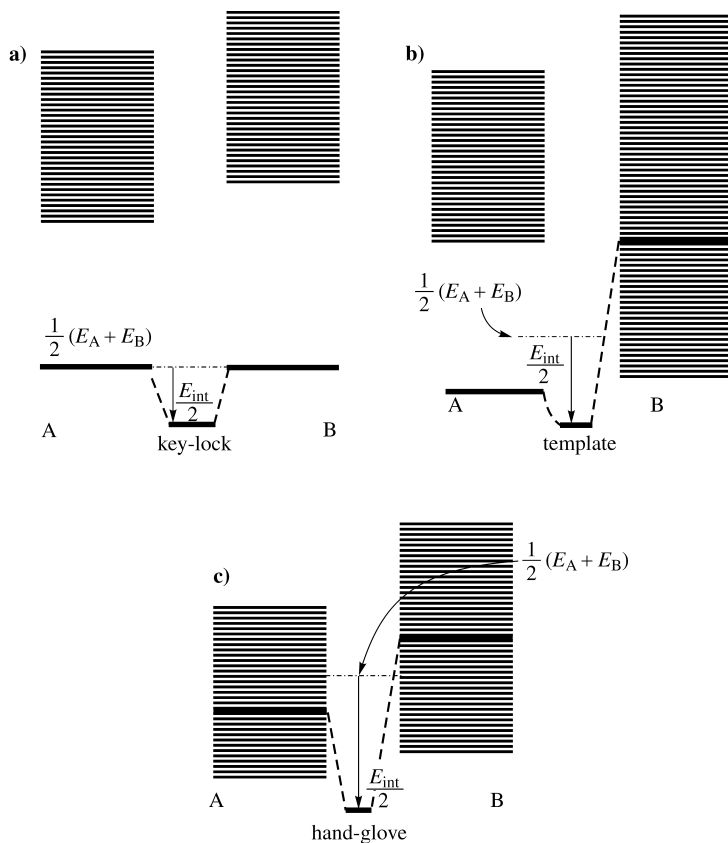 a)
½ (E_A + E_B)
E_int/2
A
B
key-lock
b)
½ (E_A + E_B)
E_int/2
A
B
template
c)
½ (E_A + E_B)
E_int/2
A
B
hand-glove